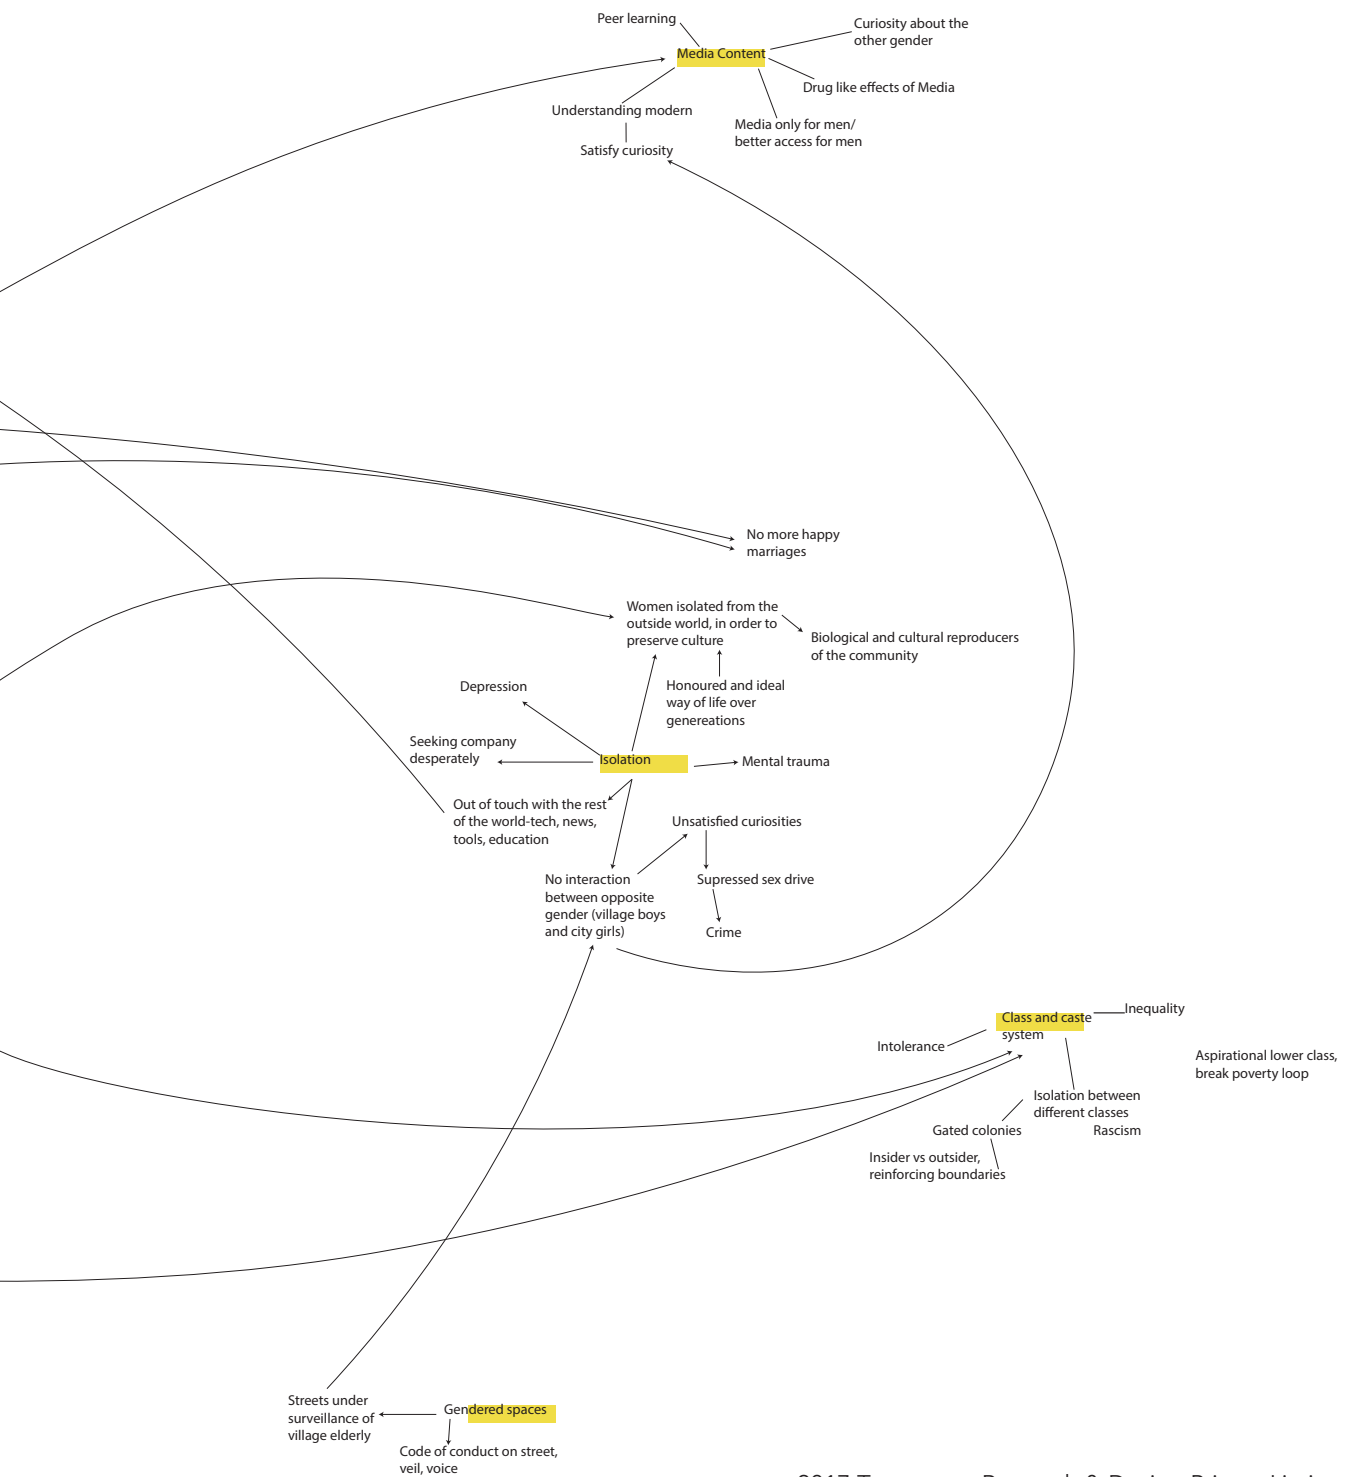 Peer learning
Curiosity about the
other gender
Media Content
Drug like effects of Media
Understanding modern
Media only for men/
better access for men
Satisfy curiosity
No more happy
marriages
Women isolated from the
outside world, in order to
preserve culture
Biological and cultural reproducers
of the community
Honoured and ideal
way of life over
genereations
Depression
Seeking company
desperately
Isolation
Mental trauma
Out of touch with the rest
of the world-tech, news,
tools, education
Unsatisfied curiosities
No interaction
between opposite
gender (village boys
and city girls)
Supressed sex drive
Crime
Class and caste
system
Inequality
Intolerance
Aspirational lower class,
break poverty loop
Isolation between
different classes
Gated colonies
Rascism
Insider vs outsider,
reinforcing boundaries
Streets under
surveillance of
village elderly
Gendered spaces
Code of conduct on street,
veil, voice
2017